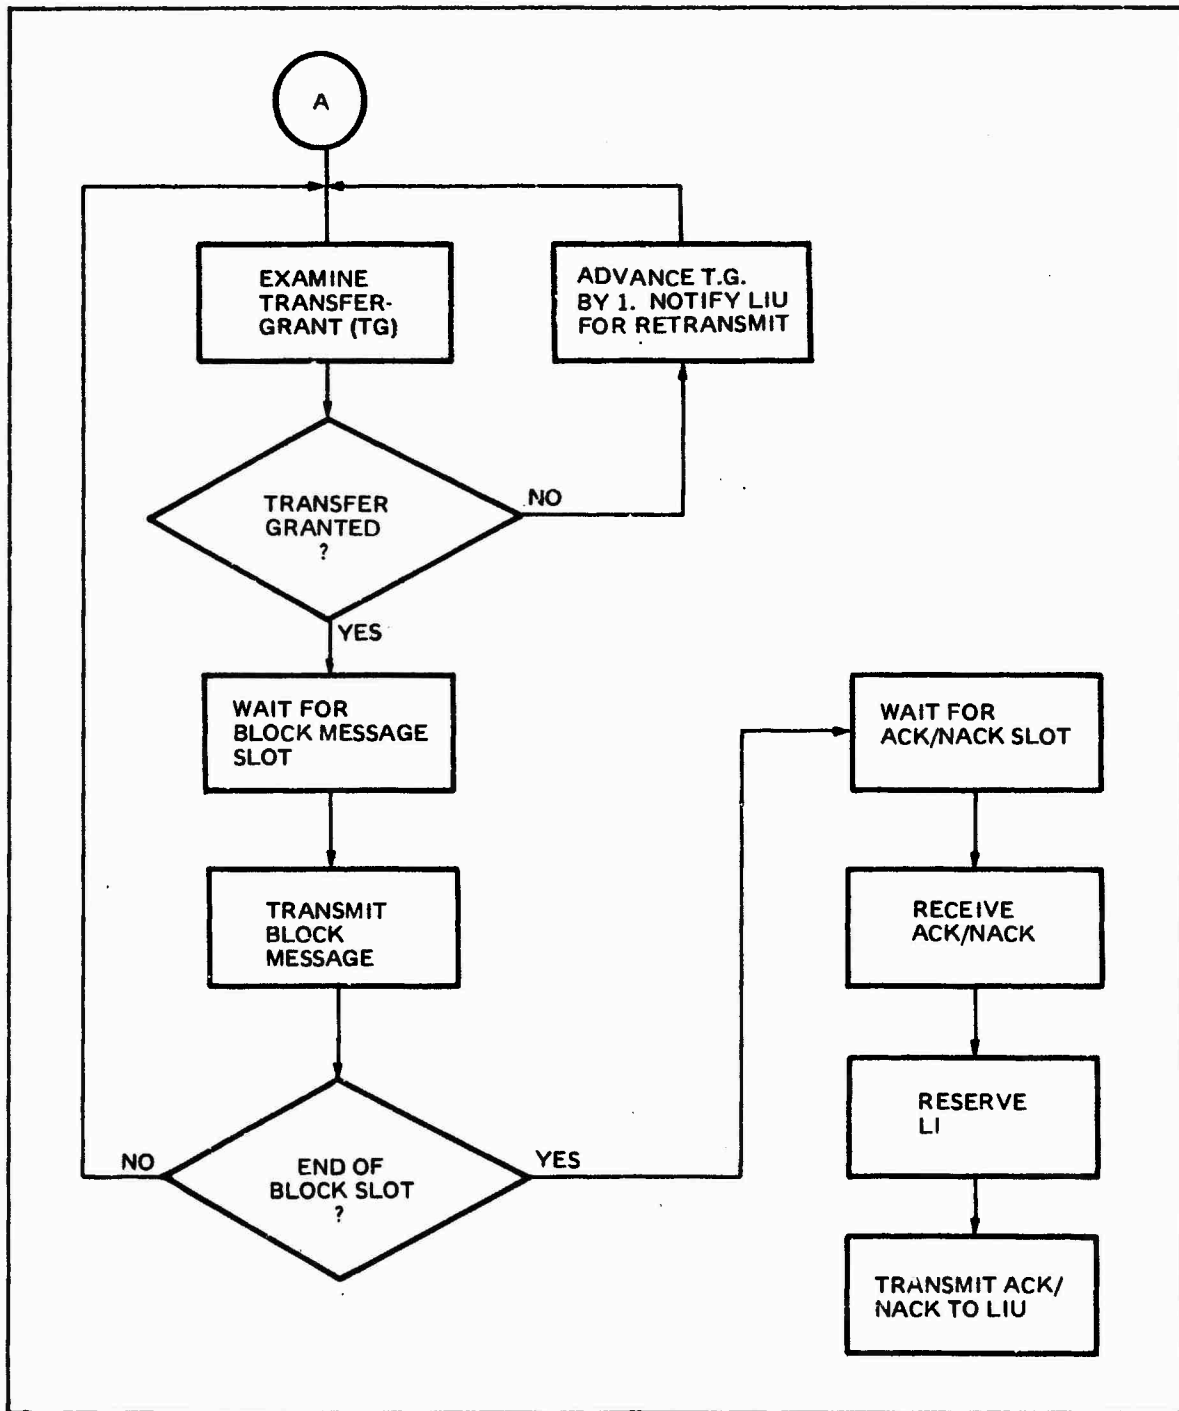 A
EXAMINE
TRANSFER-
GRANT (TG)
ADVANCE T.G.
BY 1. NOTIFY LIU
FOR RETRANSMIT
TRANSFER
GRANTED
?
NO
YES
WAIT FOR
BLOCK MESSAGE
SLOT
TRANSMIT
BLOCK
MESSAGE
END OF
BLOCK SLOT
?
NO
YES
WAIT FOR
ACK/NACK SLOT
RECEIVE
ACK/NACK
RESERVE
LI
TRANSMIT ACK/
NACK TO LIU